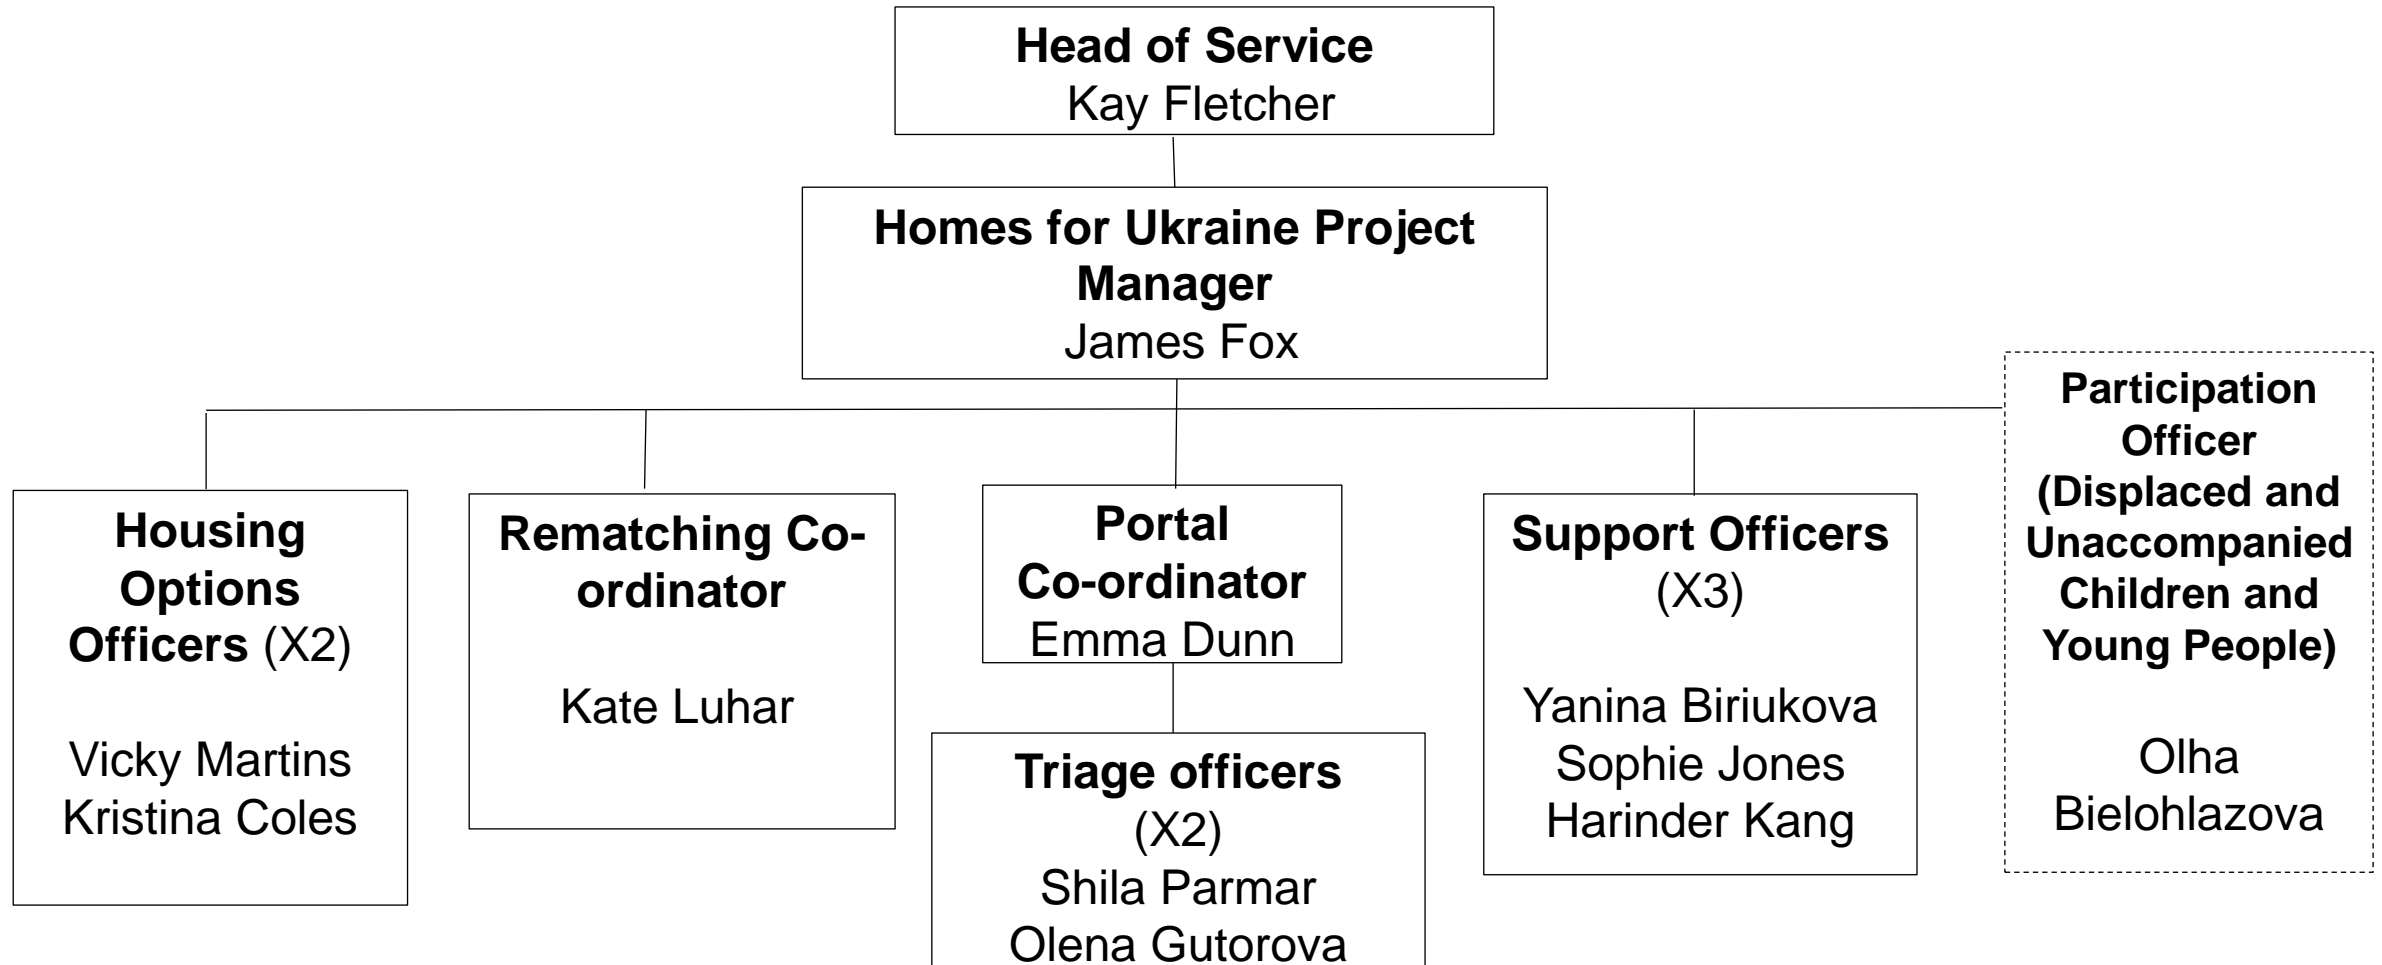 Head of Service
Kay Fletcher
Homes for Ukraine Project
Manager
James Fox
Housing
Options
Officers (X2)
Vicky Martins
Kristina Coles
Rematching Co-
ordinator
Kate Luhar
Portal
Co-ordinator
Emma Dunn
Triage officers
(X2)
Shila Parmar
Olena Gutorova
Support Officers
(X3)
Yanina Biriukova
Sophie Jones
Harinder Kang
Participation
Officer
(Displaced and
Unaccompanied
Children and
Young People)
Olha
Bielohlazova